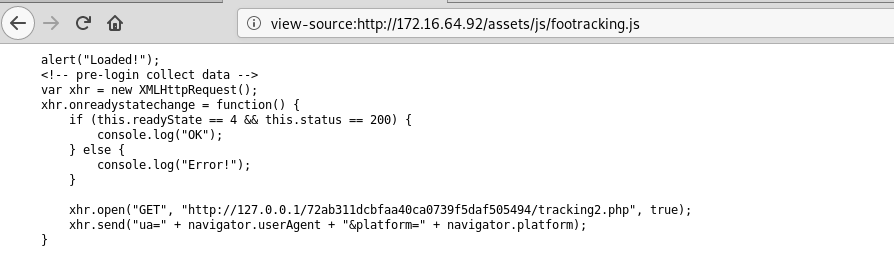 view-source:http://172.16.64.92/assets/js/footracking.js
alert("Loaded!");
<!-- pre-login collect data -->
var xhr = new XMLHttpRequest();
xhr.onreadystatechange = function() {
    if (this.readyState == 4 && this.status == 200) {
        console.log("OK");
    } else {
        console.log("Error!");
    }

    xhr.open("GET", "http://127.0.0.1/72ab311dcbfaa40ca0739f5daf505494/tracking2.php", true);
    xhr.send("ua=" + navigator.userAgent + "&platform=" + navigator.platform);
}